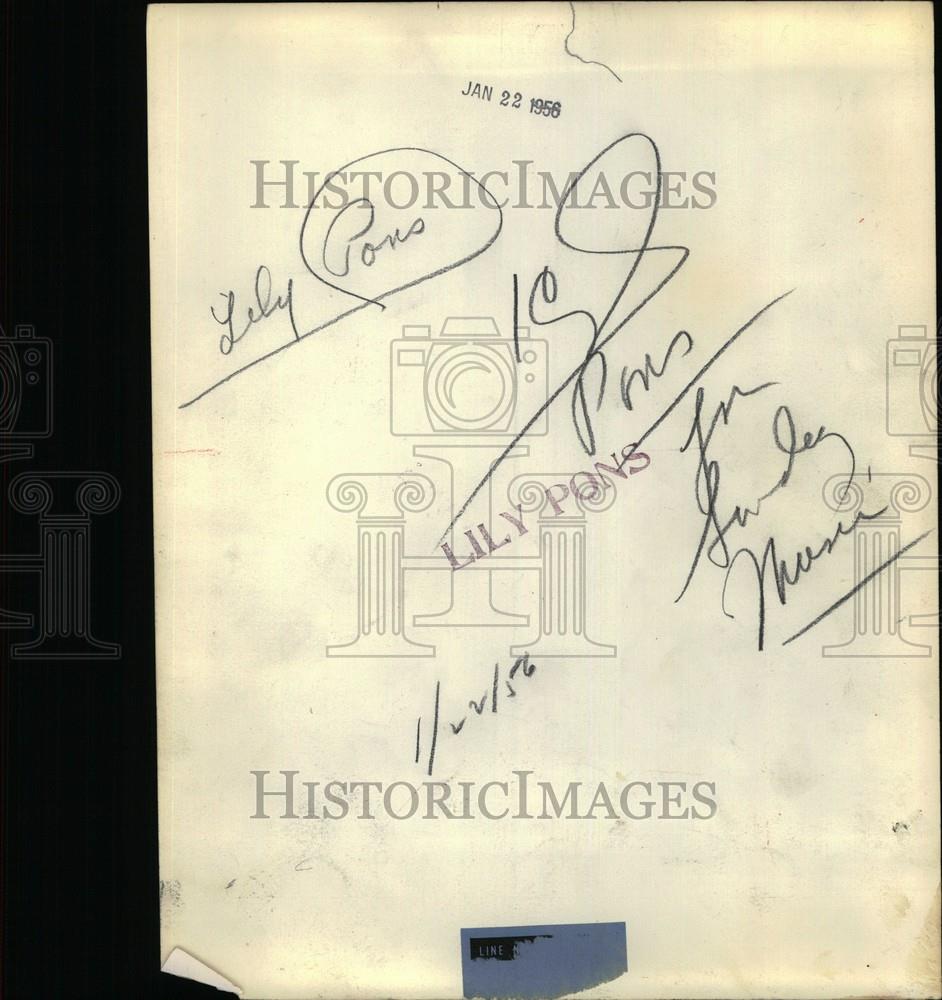 JAN 22 1956
HISTORICIMAGES
Lily Pons
Pons
For
Sunday
Music
LILY PONS
1/22/56
HISTORICIMAGES
LINE